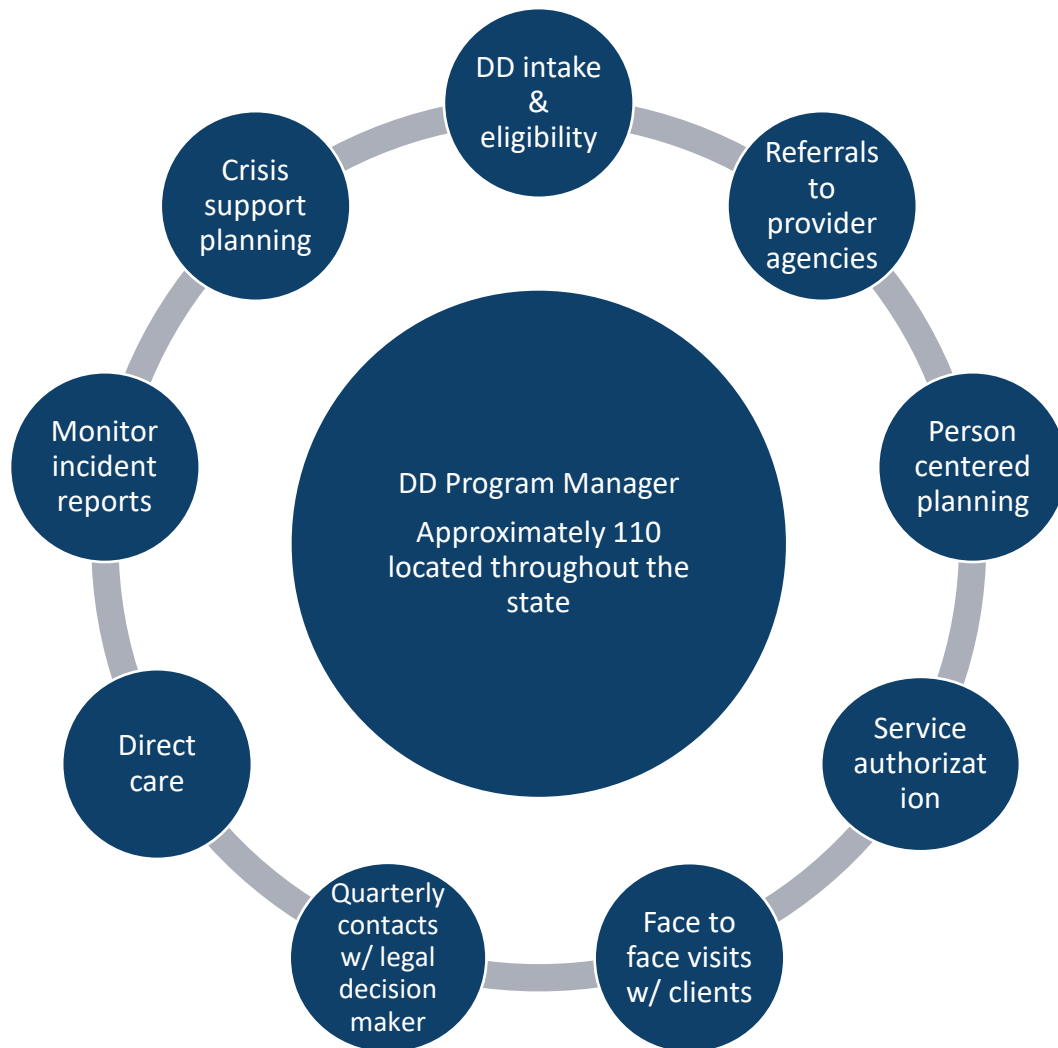 DD intake
&
eligibility
Referrals
to
provider
agencies
Person
centered
planning
Service
authorizat
ion
Face to
face visits
w/ clients
Quarterly
contacts
w/ legal
decision
maker
Direct
care
Monitor
incident
reports
Crisis
support
planning
DD Program Manager
Approximately 110
located throughout the
state